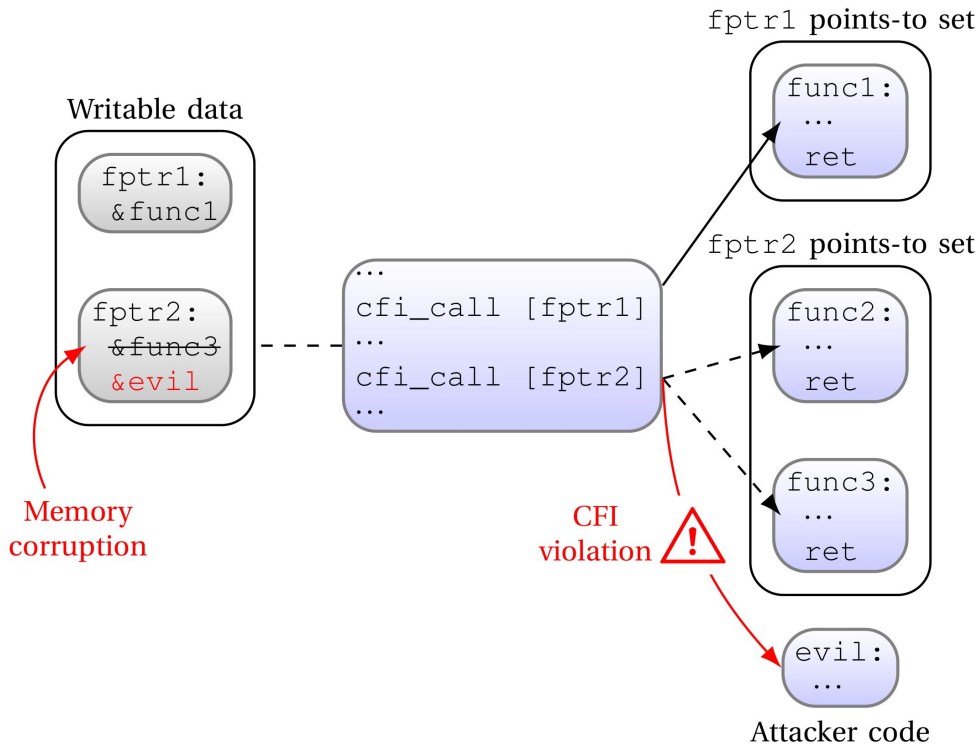 Writable data
fptr1:
&func1
fptr2:
&func3
&evil
Memory
corruption
...
cfi_call [fptr1]
...
cfi_call [fptr2]
...
CFI
violation
!
fptr1 points-to set
func1:
...
ret
fptr2 points-to set
func2:
...
ret
func3:
...
ret
evil:
...
Attacker code